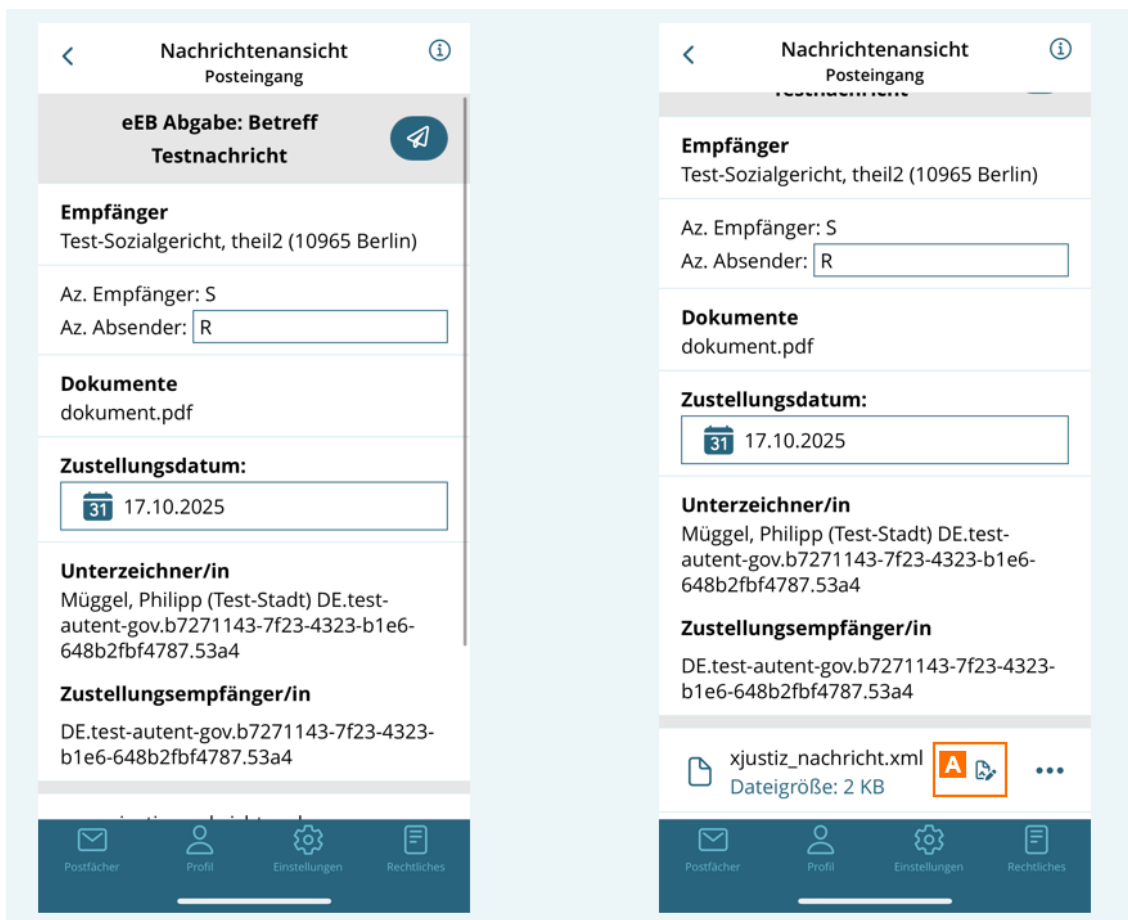 Nachrichtenansicht
Posteingang
eEB Abgabe: Betreff
Testnachricht
Empfänger
Test-Sozialgericht, theil2 (10965 Berlin)
Az. Empfänger: S
Az. Absender: R
Dokumente
dokument.pdf
Zustellungsdatum:
31 17.10.2025
Unterzeichner/in
Müggel, Philipp (Test-Stadt) DE.test-
autent-gov.b7271143-7f23-4323-b1e6-
648b2fbf4787.53a4
Zustellungsempfänger/in
DE.test-autent-gov.b7271143-7f23-4323-
b1e6-648b2fbf4787.53a4
Postfächer Profil Einstellungen Rechtliches
Nachrichtenansicht
Posteingang
Testnachricht
Empfänger
Test-Sozialgericht, theil2 (10965 Berlin)
Az. Empfänger: S
Az. Absender: R
Dokumente
dokument.pdf
Zustellungsdatum:
31 17.10.2025
Unterzeichner/in
Müggel, Philipp (Test-Stadt) DE.test-
autent-gov.b7271143-7f23-4323-b1e6-
648b2fbf4787.53a4
Zustellungsempfänger/in
DE.test-autent-gov.b7271143-7f23-4323-
b1e6-648b2fbf4787.53a4
xjustiz_nachricht.xml A
Dateigröße: 2 KB
Postfächer Profil Einstellungen Rechtliches